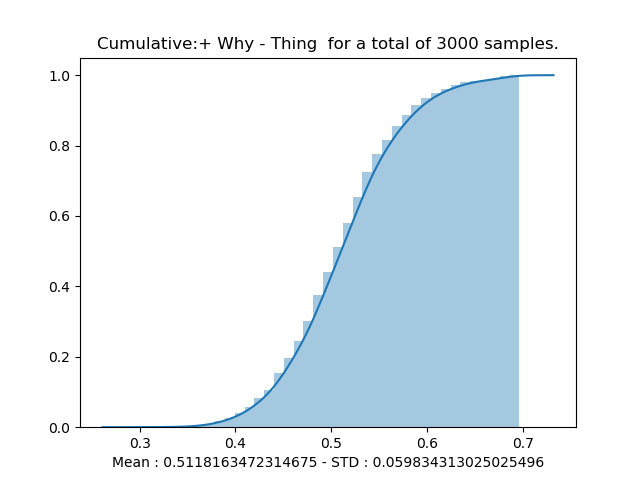 Cumulative:+ Why - Thing  for a total of 3000 samples.
1.0
0.8
0.6
0.4
0.2
0.0
0.3 0.4 0.5 0.6 0.7
Mean : 0.5118163472314675 - STD : 0.059834313025025496